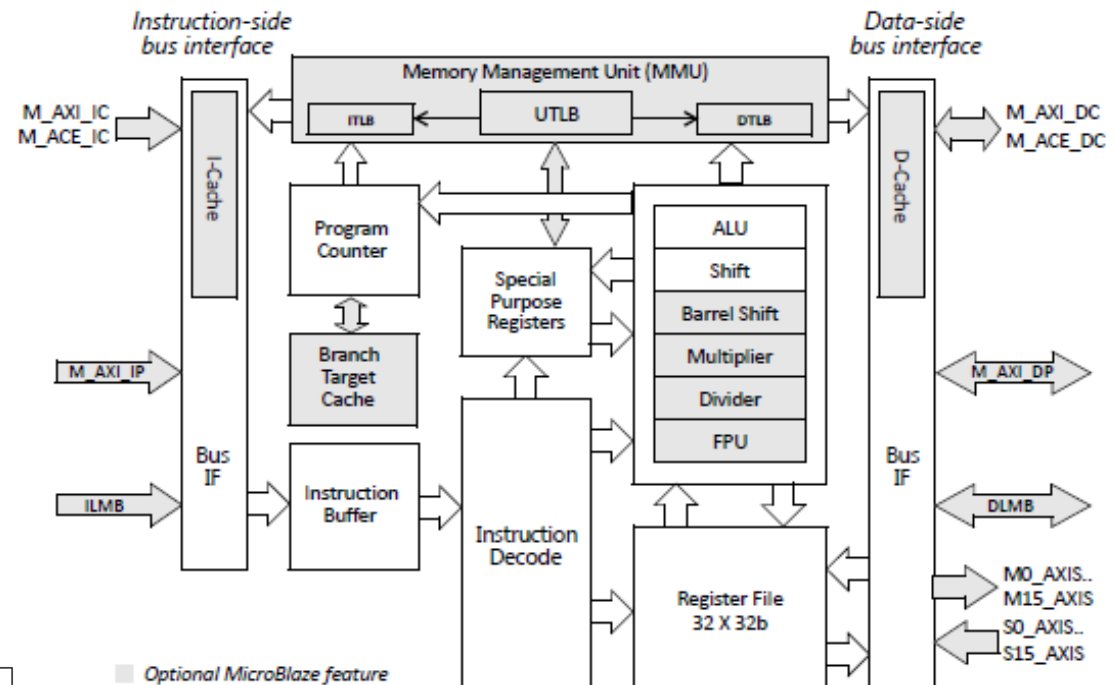 Instruction-side
bus interface
Data-side
bus interface
Memory Management Unit (MMU)
ITLB
UTLB
DTLB
M_AXI_IC
M_ACE_IC
I-Cache
M_AXI_DC
M_ACE_DC
D-Cache
Program
Counter
ALU
Shift
Barrel Shift
Multiplier
Divider
FPU
Special
Purpose
Registers
Branch
Target
Cache
M_AXI_IP
M_AXI_DP
Bus
IF
Bus
IF
Instruction
Buffer
ILMB
DLMB
Instruction
Decode
Register File
32 X 32b
M0_AXIS..
M15_AXIS
S0_AXIS..
S15_AXIS
Optional MicroBlaze feature